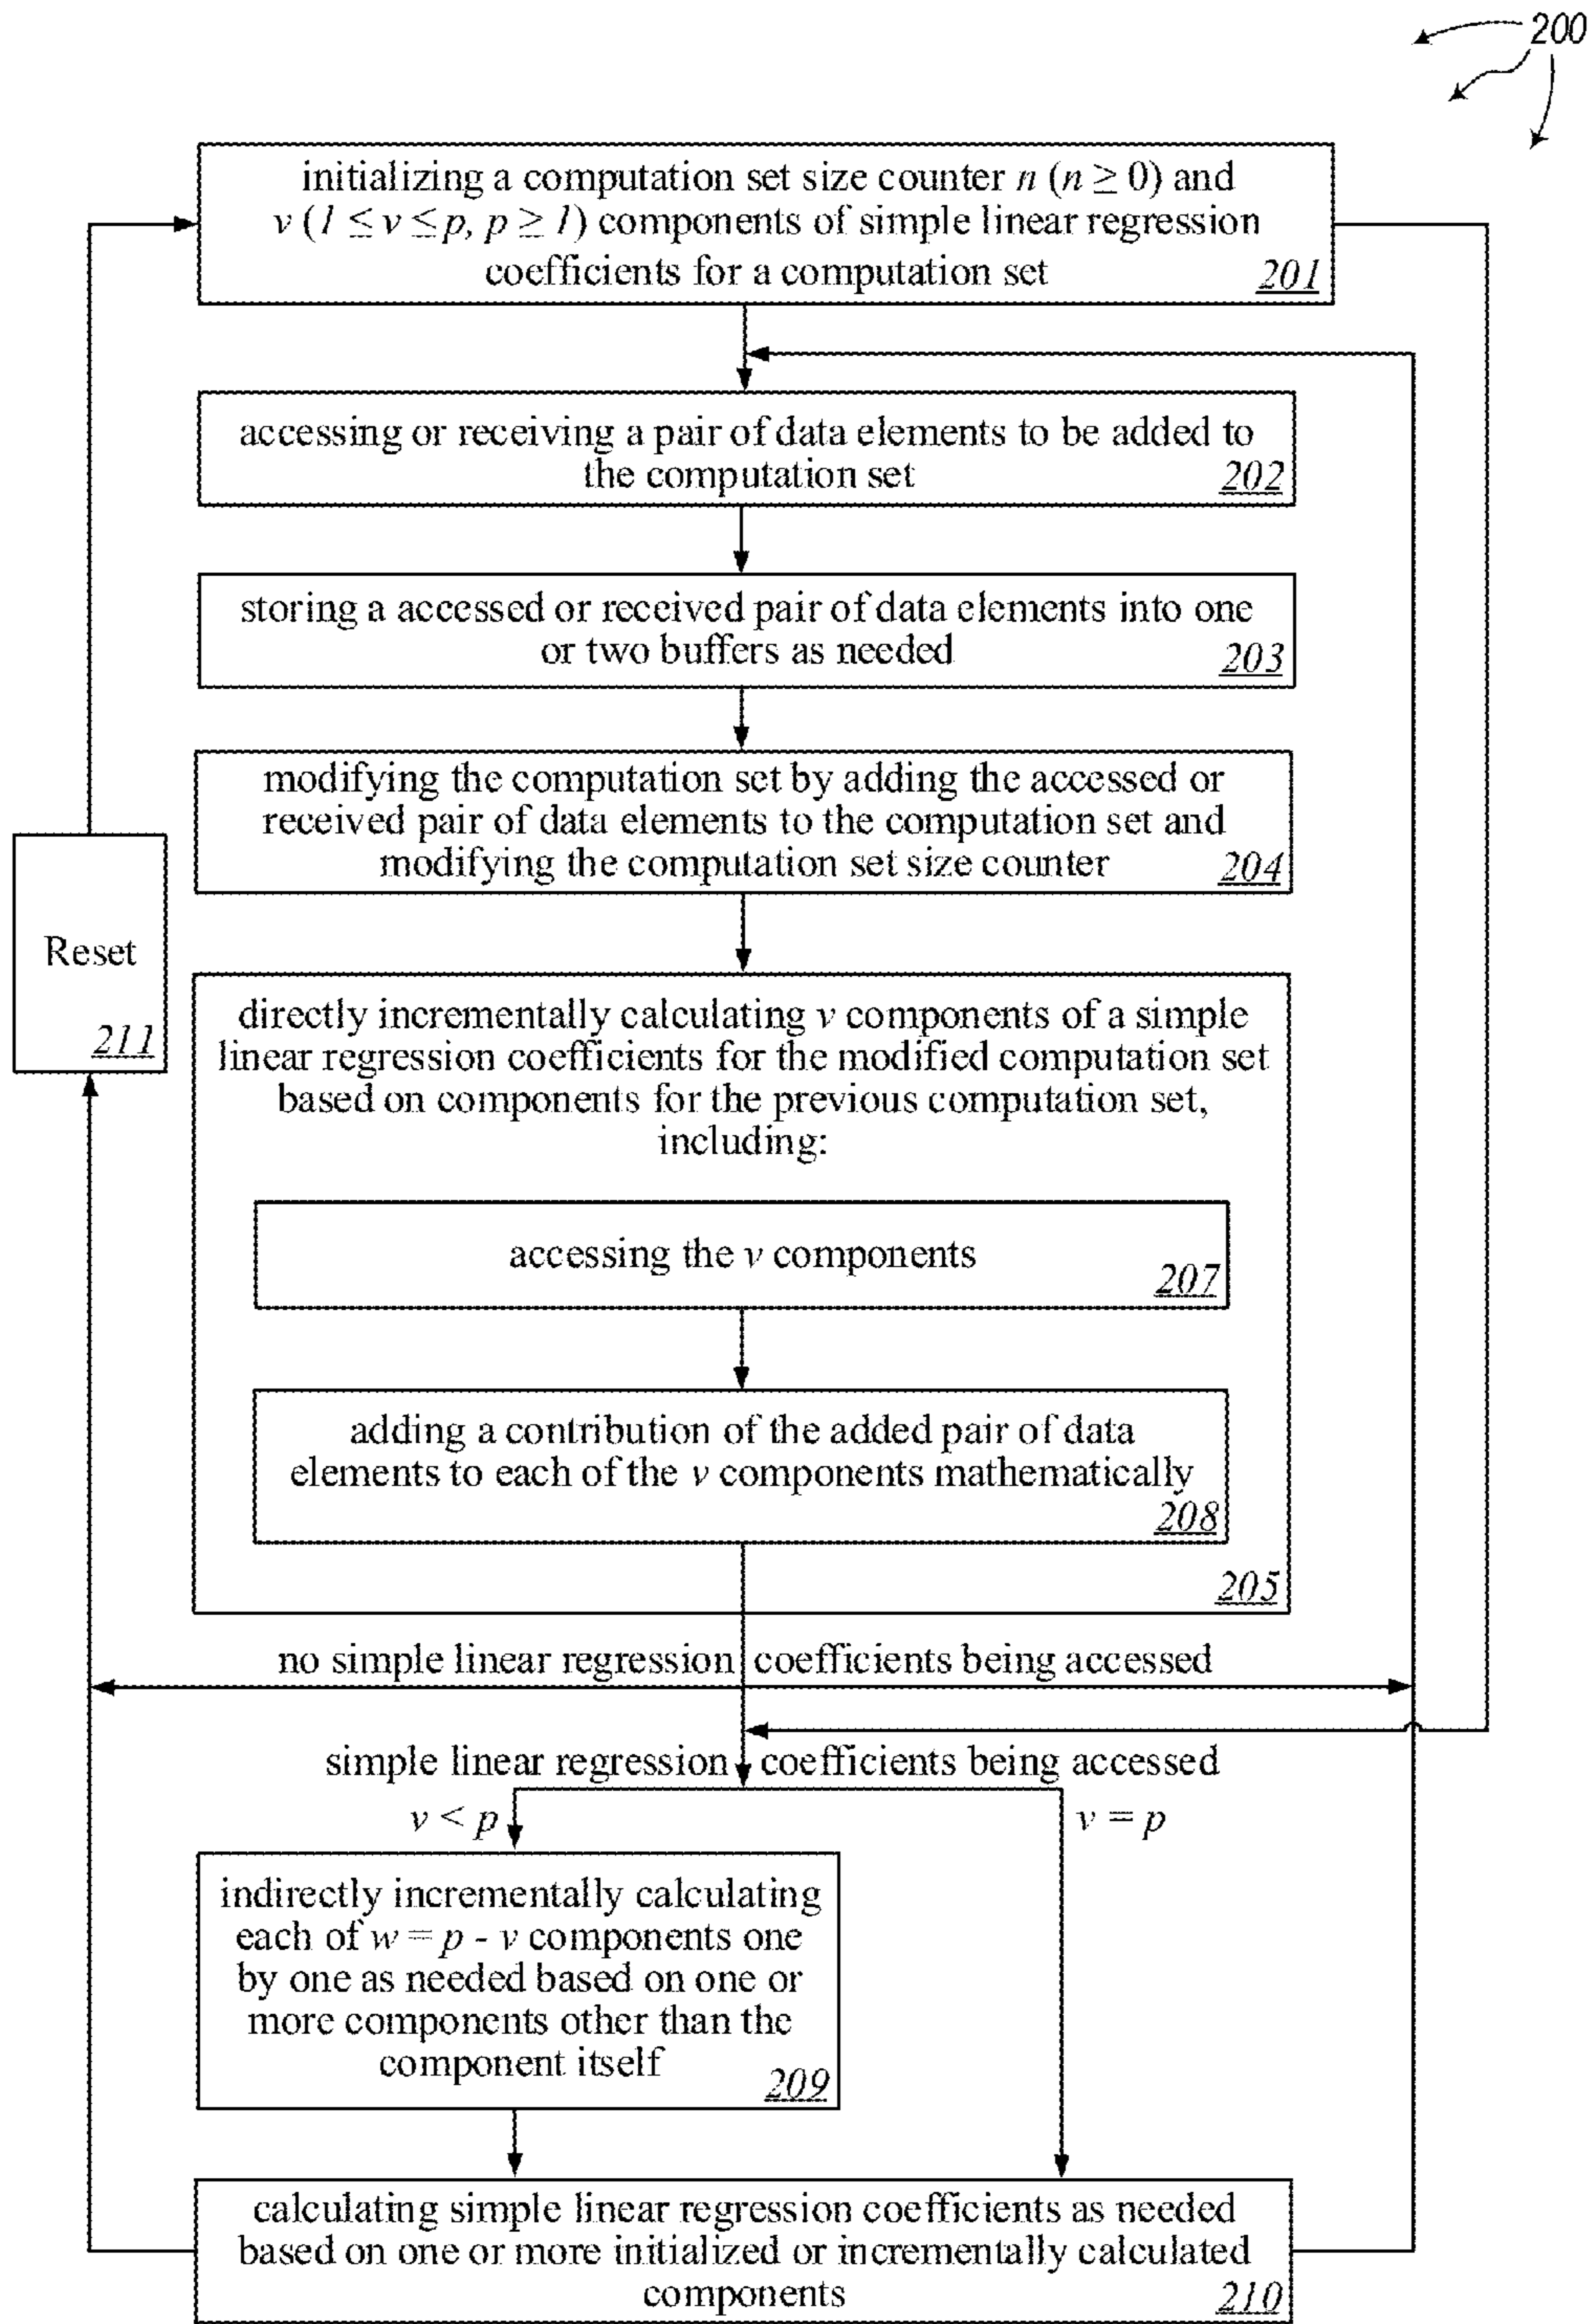 200
initializing a computation set size counter n (n ≥ 0) and
v (1 ≤ v ≤ p, p ≥ 1) components of simple linear regression
coefficients for a computation set
201
accessing or receiving a pair of data elements to be added to
the computation set
202
storing a accessed or received pair of data elements into one
or two buffers as needed
203
modifying the computation set by adding the accessed or
received pair of data elements to the computation set and
modifying the computation set size counter
204
Reset
211
directly incrementally calculating v components of a simple
linear regression coefficients for the modified computation set
based on components for the previous computation set,
including:
accessing the v components
207
adding a contribution of the added pair of data
elements to each of the v components mathematically
208
205
no simple linear regression coefficients being accessed
simple linear regression coefficients being accessed
v < p
v = p
indirectly incrementally calculating
each of w = p - v components one
by one as needed based on one or
more components other than the
component itself
209
calculating simple linear regression coefficients as needed
based on one or more initialized or incrementally calculated
components
210